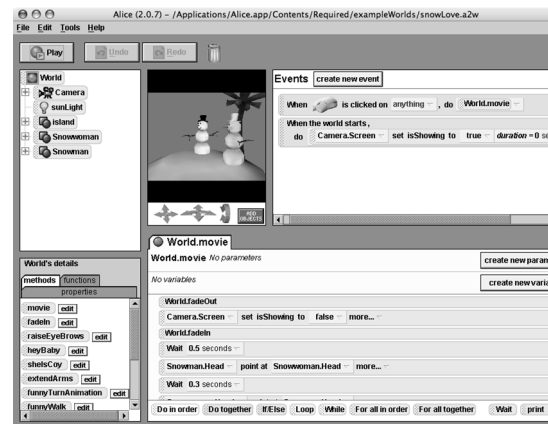 Alice (2.0.7) – /Applications/Alice.app/Contents/Required/exampleWorlds/snowLove.a2w
File Edit Tools Help
Play Undo Redo
World
Camera
sunLight
island
Snowwoman
Snowman
ADD OBJECTS
Events create new event
When is clicked on anything , do World.movie
When the world starts,
do Camera.Screen set isShowing to true duration = 0 se
World's details
methods functions
properties
movie edit
fadeIn edit
raiseEyeBrows edit
heyBaby edit
sheIsCoy edit
extendArms edit
funnyTurnAnimation edit
funnyWalk edit
World.movie
World.movie No parameters create new param
No variables create new varia
World.fadeOut
Camera.Screen set isShowing to false more...
World.fadeIn
Wait 0.5 seconds
Snowman.Head point at Snowwoman.Head more...
Wait 0.3 seconds
Do in order Do together If/Else Loop While For all in order For all together Wait print